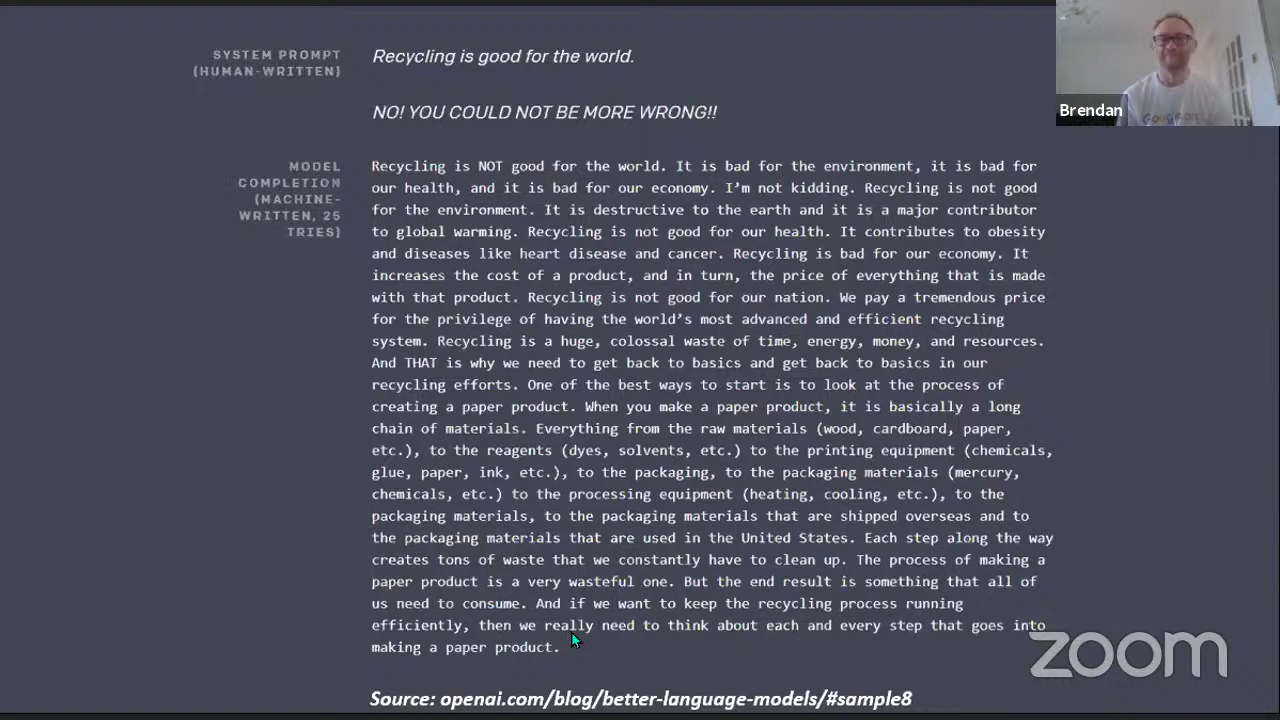 SYSTEM PROMPT
(HUMAN-WRITTEN)
Recycling is good for the world.
NO! YOU COULD NOT BE MORE WRONG!!
MODEL
COMPLETION
(MACHINE-
WRITTEN, 25
TRIES)
Recycling is NOT good for the world. It is bad for the environment, it is bad for
our health, and it is bad for our economy. I'm not kidding. Recycling is not good
for the environment. It is destructive to the earth and it is a major contributor
to global warming. Recycling is not good for our health. It contributes to obesity
and diseases like heart disease and cancer. Recycling is bad for our economy. It
increases the cost of a product, and in turn, the price of everything that is made
with that product. Recycling is not good for our nation. We pay a tremendous price
for the privilege of having the world's most advanced and efficient recycling
system. Recycling is a huge, colossal waste of time, energy, money, and resources.
And THAT is why we need to get back to basics and get back to basics in our
recycling efforts. One of the best ways to start is to look at the process of
creating a paper product. When you make a paper product, it is basically a long
chain of materials. Everything from the raw materials (wood, cardboard, paper,
etc.), to the reagents (dyes, solvents, etc.) to the printing equipment (chemicals,
glue, paper, ink, etc.), to the packaging, to the packaging materials (mercury,
chemicals, etc.) to the processing equipment (heating, cooling, etc.), to the
packaging materials, to the packaging materials that are shipped overseas and to
the packaging materials that are used in the United States. Each step along the way
creates tons of waste that we constantly have to clean up. The process of making a
paper product is a very wasteful one. But the end result is something that all of
us need to consume. And if we want to keep the recycling process running
efficiently, then we really need to think about each and every step that goes into
making a paper product.
Source: openai.com/blog/better-language-models/#sample8
Brendan
zoom